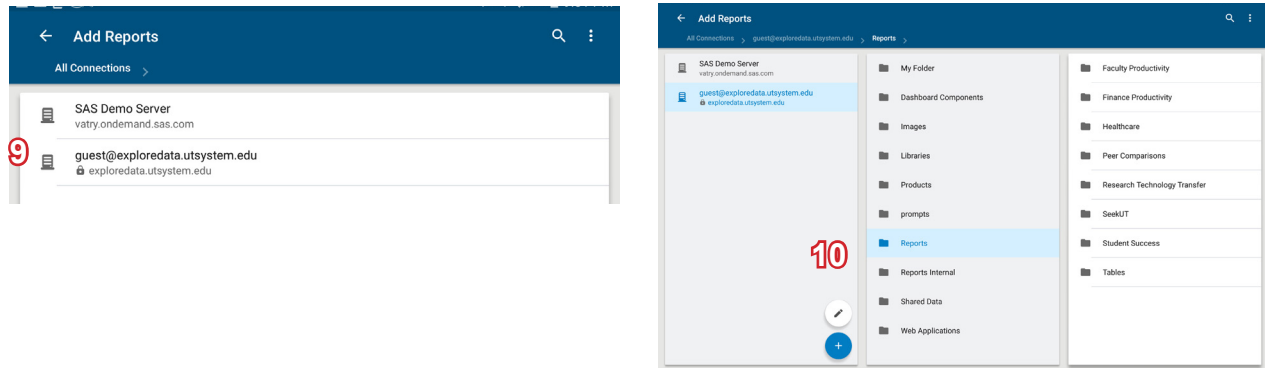 Add Reports
All Connections
SAS Demo Server
vatry.ondemand.sas.com
9
guest@exploredata.utsystem.edu
exploredata.utsystem.edu
Add Reports
All Connections guest@exploredata.utsystem.edu Reports
SAS Demo Server
vatry.ondemand.sas.com
guest@exploredata.utsystem.edu
exploredata.utsystem.edu
10
My Folder
Dashboard Components
Images
Libraries
Products
prompts
Reports
Reports Internal
Shared Data
Web Applications
Faculty Productivity
Finance Productivity
Healthcare
Peer Comparisons
Research Technology Transfer
SeekUT
Student Success
Tables